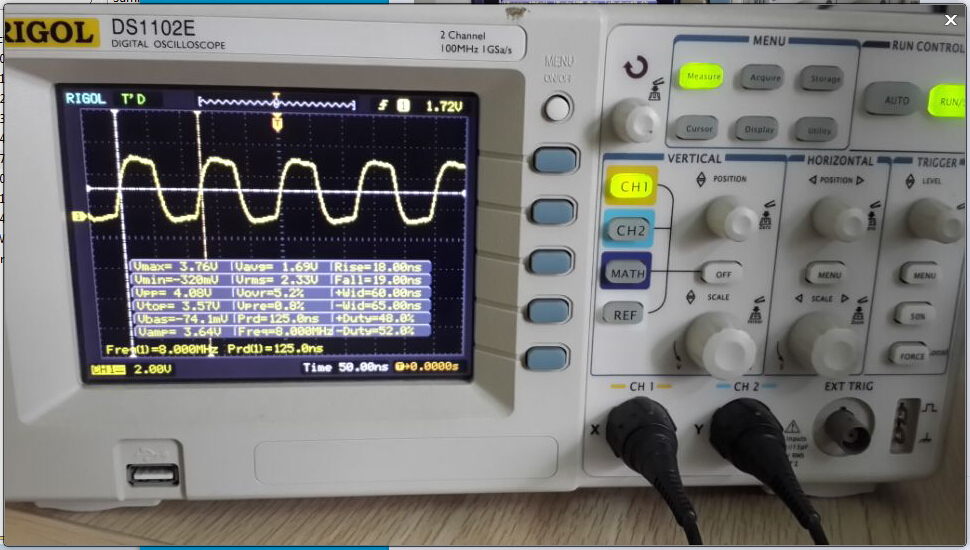 RIGOL DS1102E
DIGITAL OSCILLOSCOPE
2 Channel
100MHz 1GSa/s
MENU
ON/OFF
RIGOL T'D 1.72V
T
1
Vmax= 3.76V Vavg= 1.69V Rise=18.00ns
Vmin=-320mV Vrms= 2.33V Fall=19.00ns
Vpp= 4.08V Vovr=5.2% +Wid=60.00ns
Vtop= 3.57V Vpre=0.0% -Wid=65.00ns
Vbas=-74.1mV Prd=125.0ns +Duty=48.0%
Vamp= 3.64V Freq=8.000MHz -Duty=52.0%
Freq(1)=8.000MHz Prd(1)=125.0ns
CH1 2.00V Time 50.00ns T→0.0000s
MENU
RUN CONTROL
Measure Acquire Storage
AUTO
RUN/S
Cursor Display Utility
VERTICAL
HORIZONTAL
TRIGGER
CH1
POSITION
POSITION
LEVEL
CH2
MATH
OFF
MENU
MENU
REF
SCALE
SCALE
50%
FORCE
CH 1
CH 2
EXT TRIG
X
Y